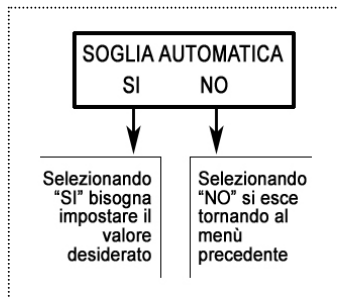 SOGLIA AUTOMATICA
SI NO
Selezionando
“SI” bisogna
impostare il
valore
desiderato
Selezionando
“NO” si esce
tornando al
menù
precedente